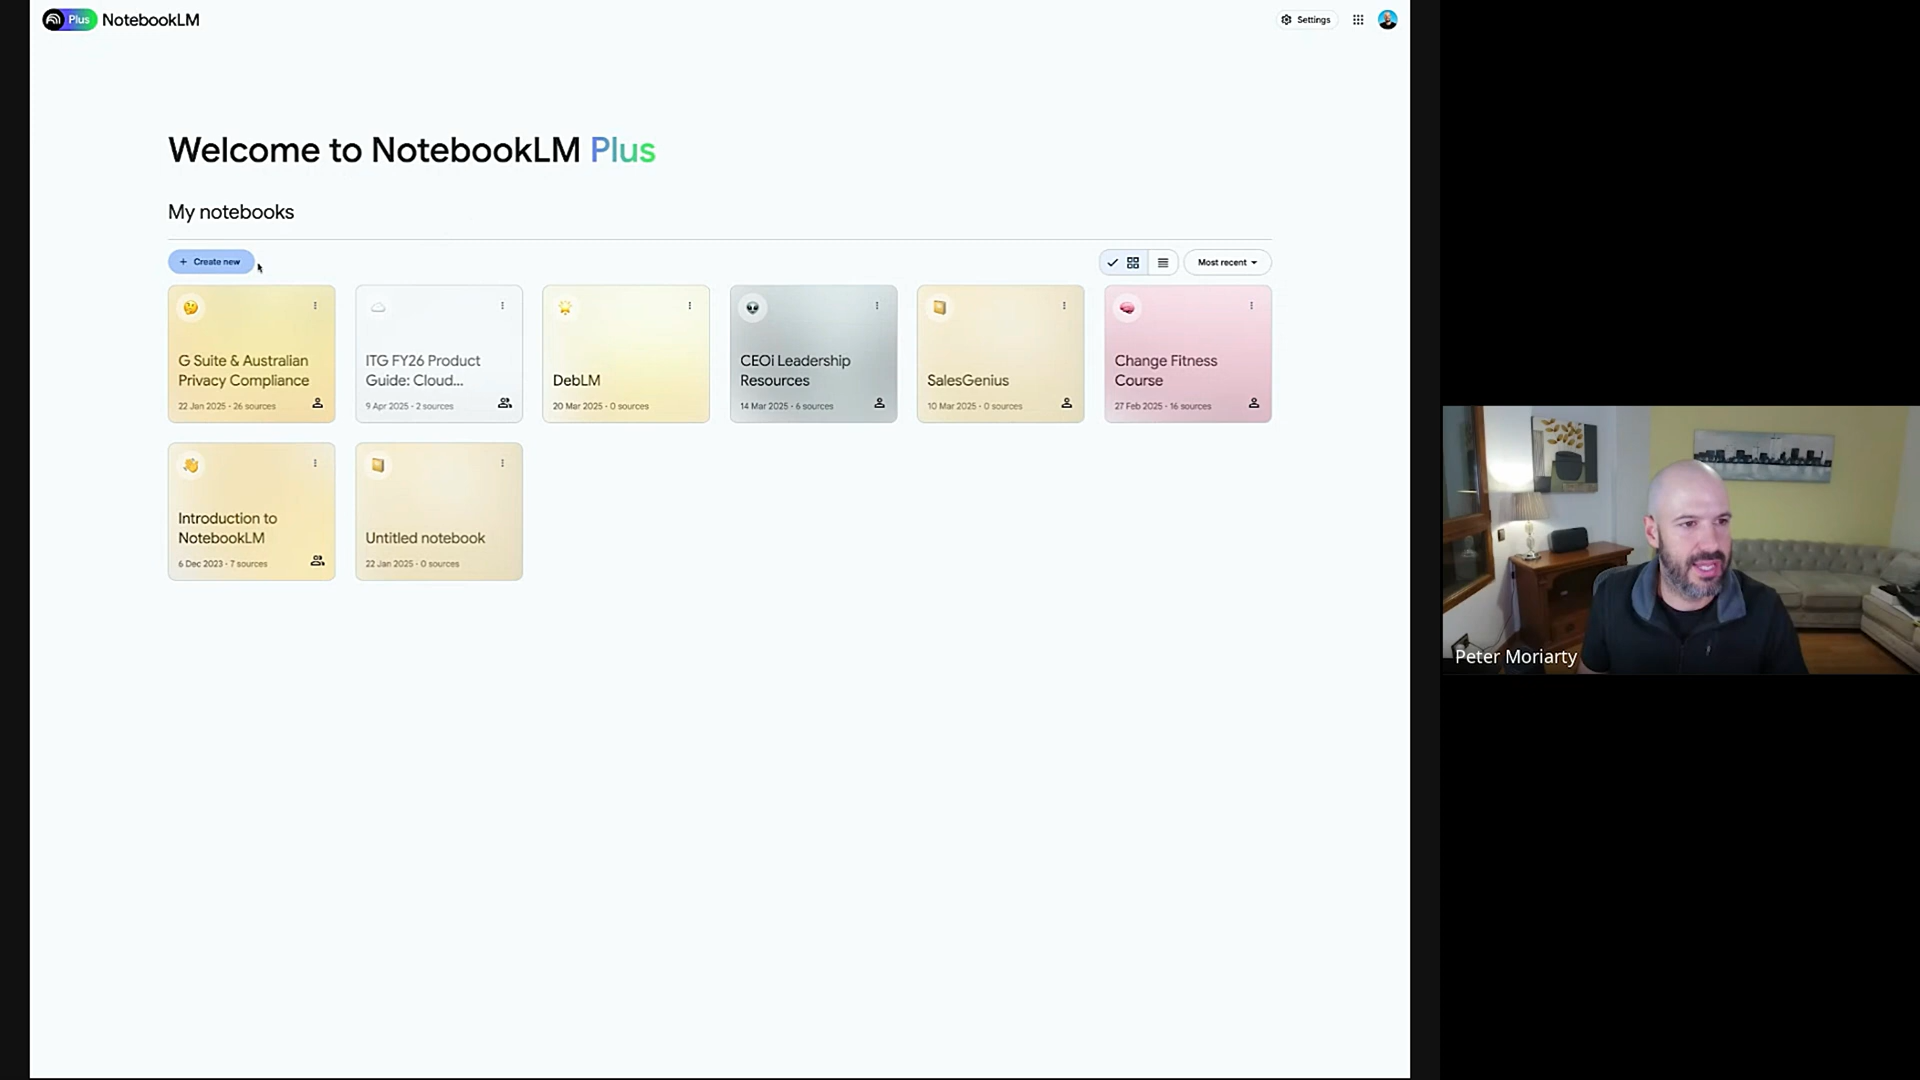 Plus NotebookLM
Settings
Welcome to NotebookLM Plus
My notebooks
+ Create new
Most recent
G Suite & Australian
Privacy Compliance
22 Jan 2025 · 26 sources
ITG FY26 Product
Guide: Cloud...
9 Apr 2025 · 2 sources
DebLM
20 Mar 2025 · 0 sources
CEOi Leadership
Resources
14 Mar 2025 · 6 sources
SalesGenius
10 Mar 2025 · 0 sources
Change Fitness
Course
27 Feb 2025 · 16 sources
Introduction to
NotebookLM
6 Dec 2023 · 7 sources
Untitled notebook
22 Jan 2025 · 0 sources
Peter Moriarty